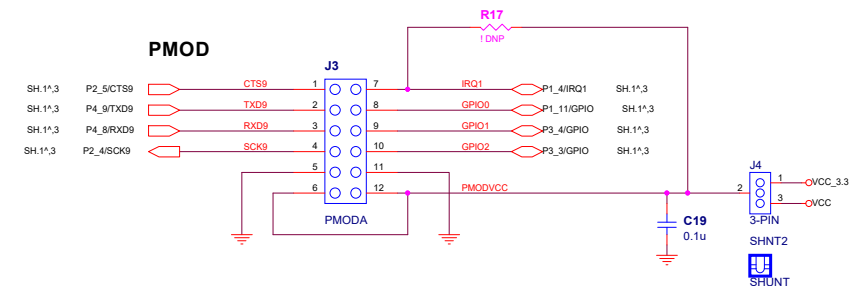 R17
! DNP
PMOD
J3
SH.1^,3 P2_5/CTS9 CTS9 1 7 IRQ1 P1_4/IRQ1 SH.1^,3
SH.1^,3 P4_9/TXD9 TXD9 2 8 GPIO0 P1_11/GPIO SH.1^,3
SH.1^,3 P4_8/RXD9 RXD9 3 9 GPIO1 P3_4/GPIO SH.1^,3
SH.1^,3 P2_4/SCK9 SCK9 4 10 GPIO2 P3_3/GPIO SH.1^,3
5 11
J4
6 12 PMODVCC 2 1 VCC_3.3
3 VCC
PMODA
C19
0.1u
3-PIN
SHNT2
SHUNT